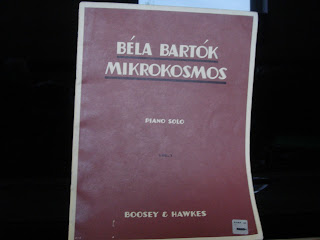 BÉLA BARTÓK
MIKROKOSMOS
PIANO SOLO
BOOSEY & HAWKES